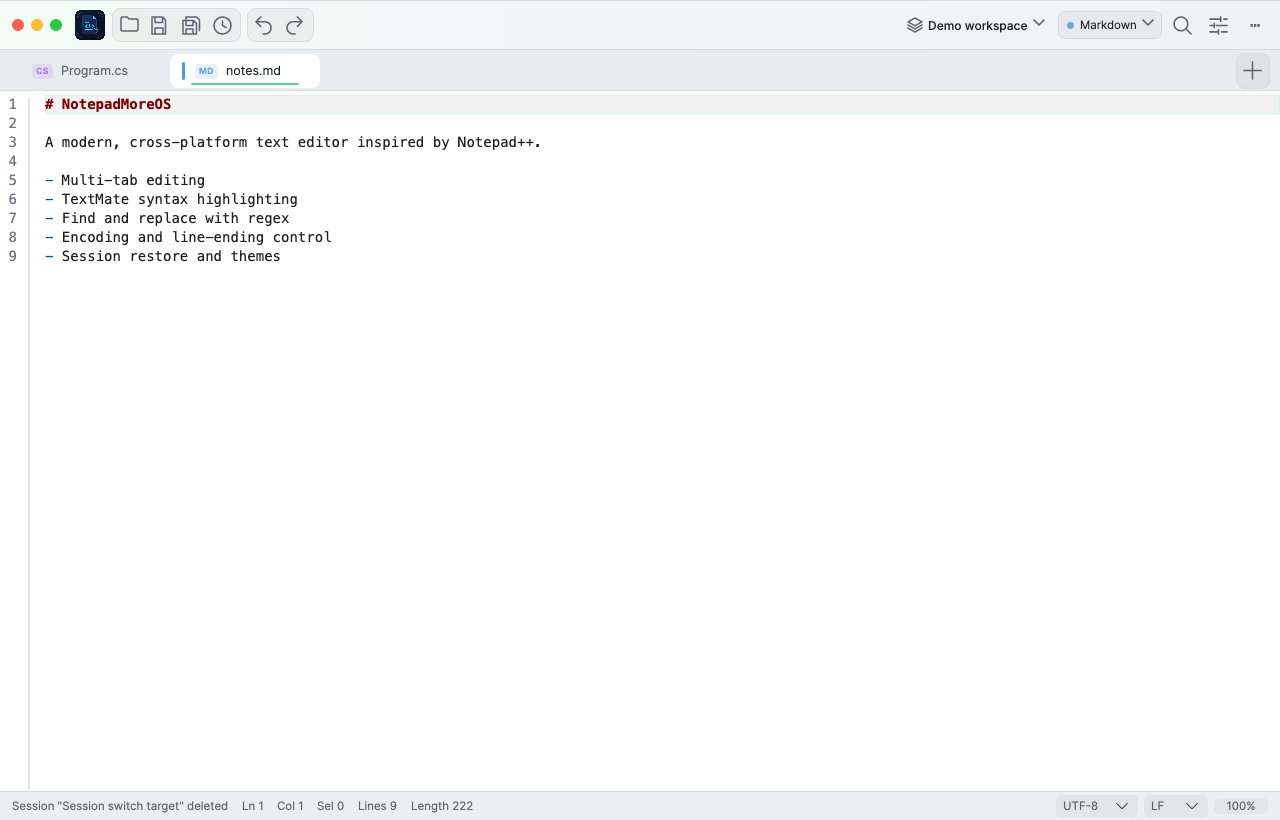 Demo workspace
Markdown
CS Program.cs
MD notes.md
1 # NotepadMoreOS
2
3 A modern, cross-platform text editor inspired by Notepad++.
4
5 - Multi-tab editing
6 - TextMate syntax highlighting
7 - Find and replace with regex
8 - Encoding and line-ending control
9 - Session restore and themes
Session "Session switch target" deleted Ln 1 Col 1 Sel 0 Lines 9 Length 222 UTF-8 LF 100%